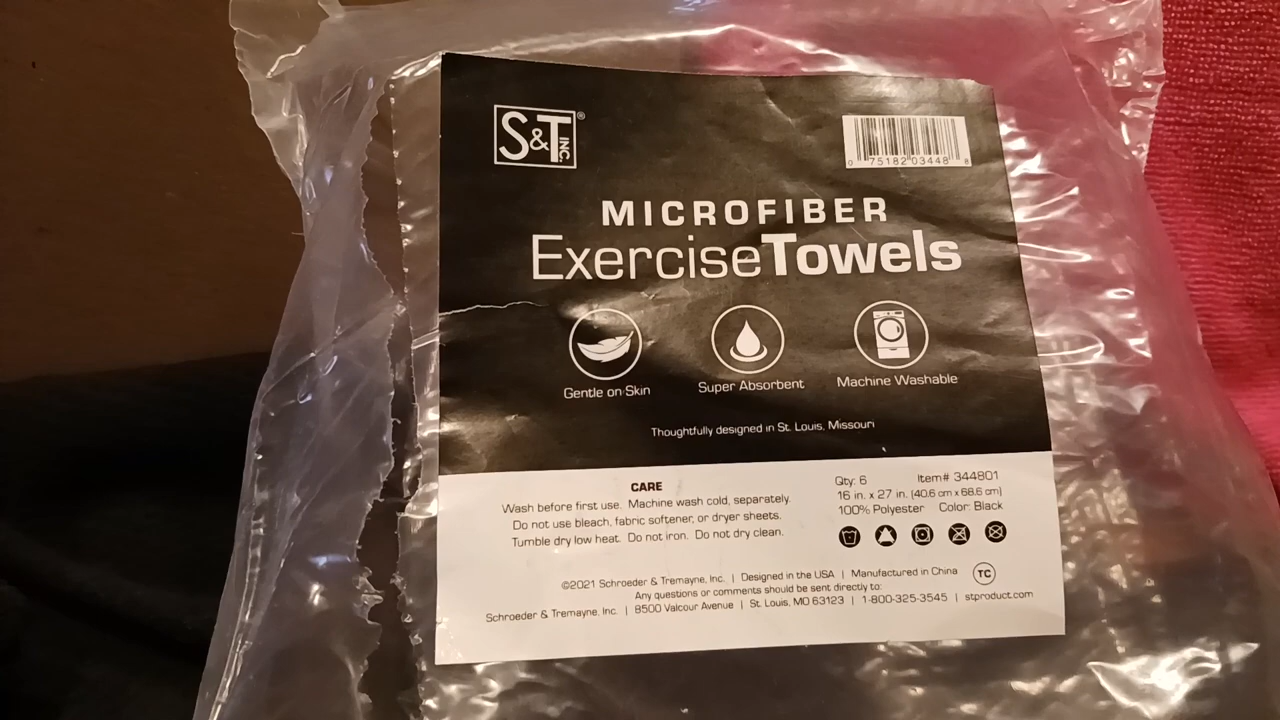 S&T INC.®
0 75182 03448 8
MICROFIBER
ExerciseTowels
Gentle on Skin
Super Absorbent
Machine Washable
Thoughtfully designed in St. Louis, Missouri
CARE
Wash before first use. Machine wash cold, separately.
Do not use bleach, fabric softener, or dryer sheets.
Tumble dry low heat. Do not iron. Do not dry clean.
Qty: 6 Item# 344801
16 in. x 27 in. (40.6 cm x 68.6 cm)
100% Polyester Color: Black
©2021 Schroeder & Tremayne, Inc. | Designed in the USA | Manufactured in China TC
Any questions or comments should be sent directly to:
Schroeder & Tremayne, Inc. | 8500 Valcour Avenue | St. Louis, MO 63123 | 1-800-325-3545 | stproduct.com